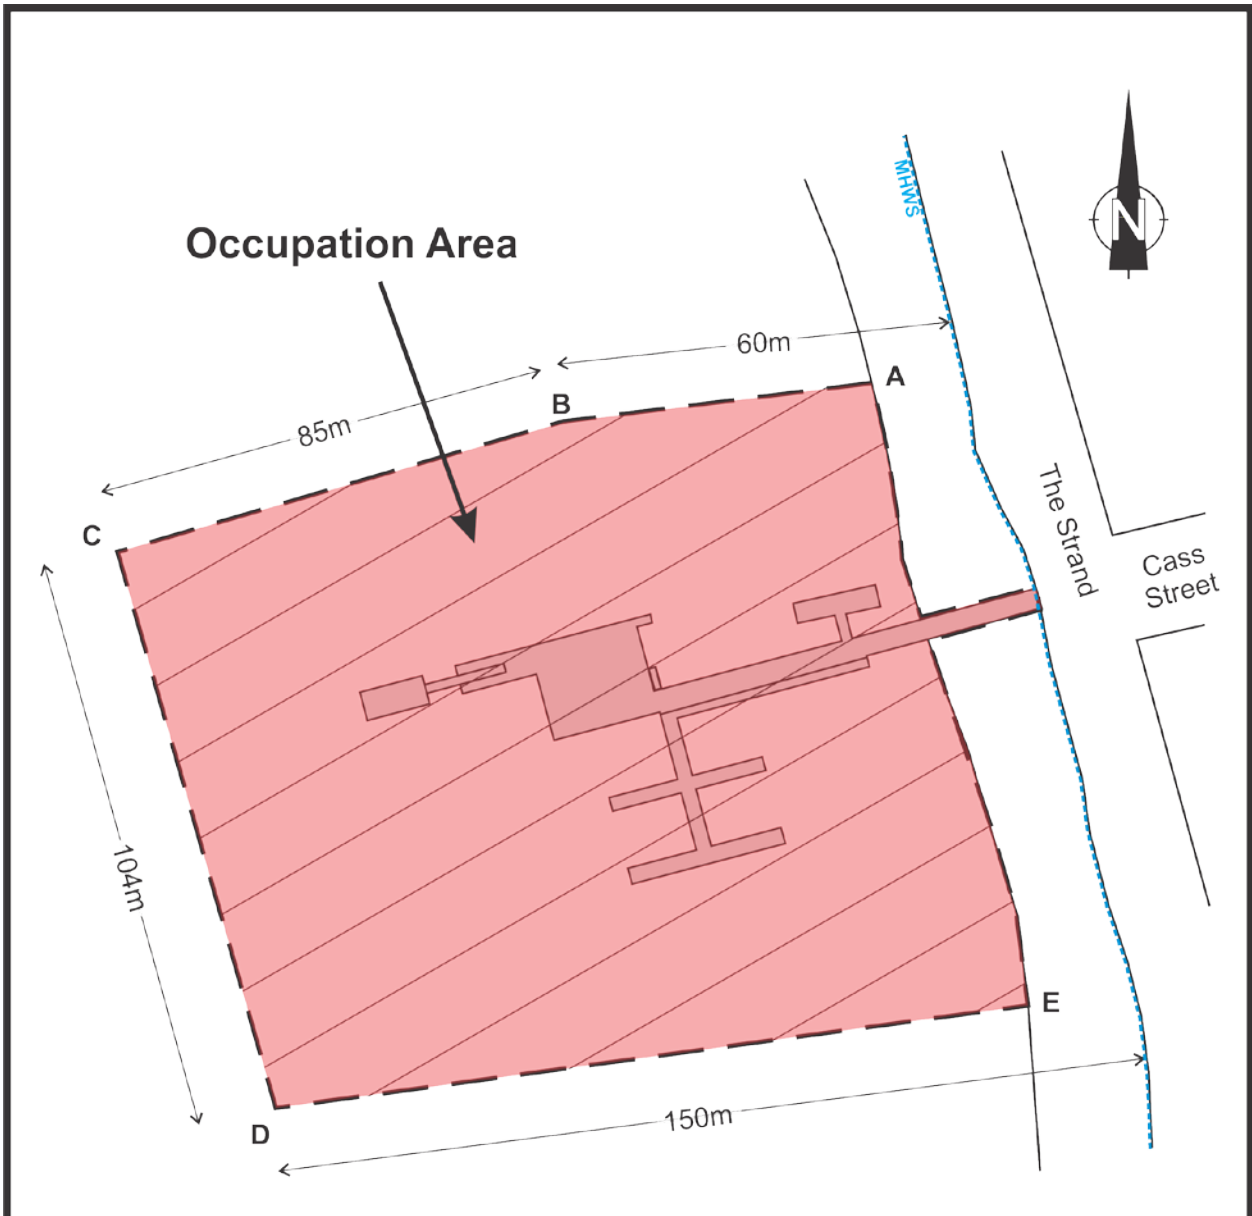 MHWS
N
Occupation Area
60m
A
B
85m
C
The Strand
Cass
Street
104m
E
150m
D